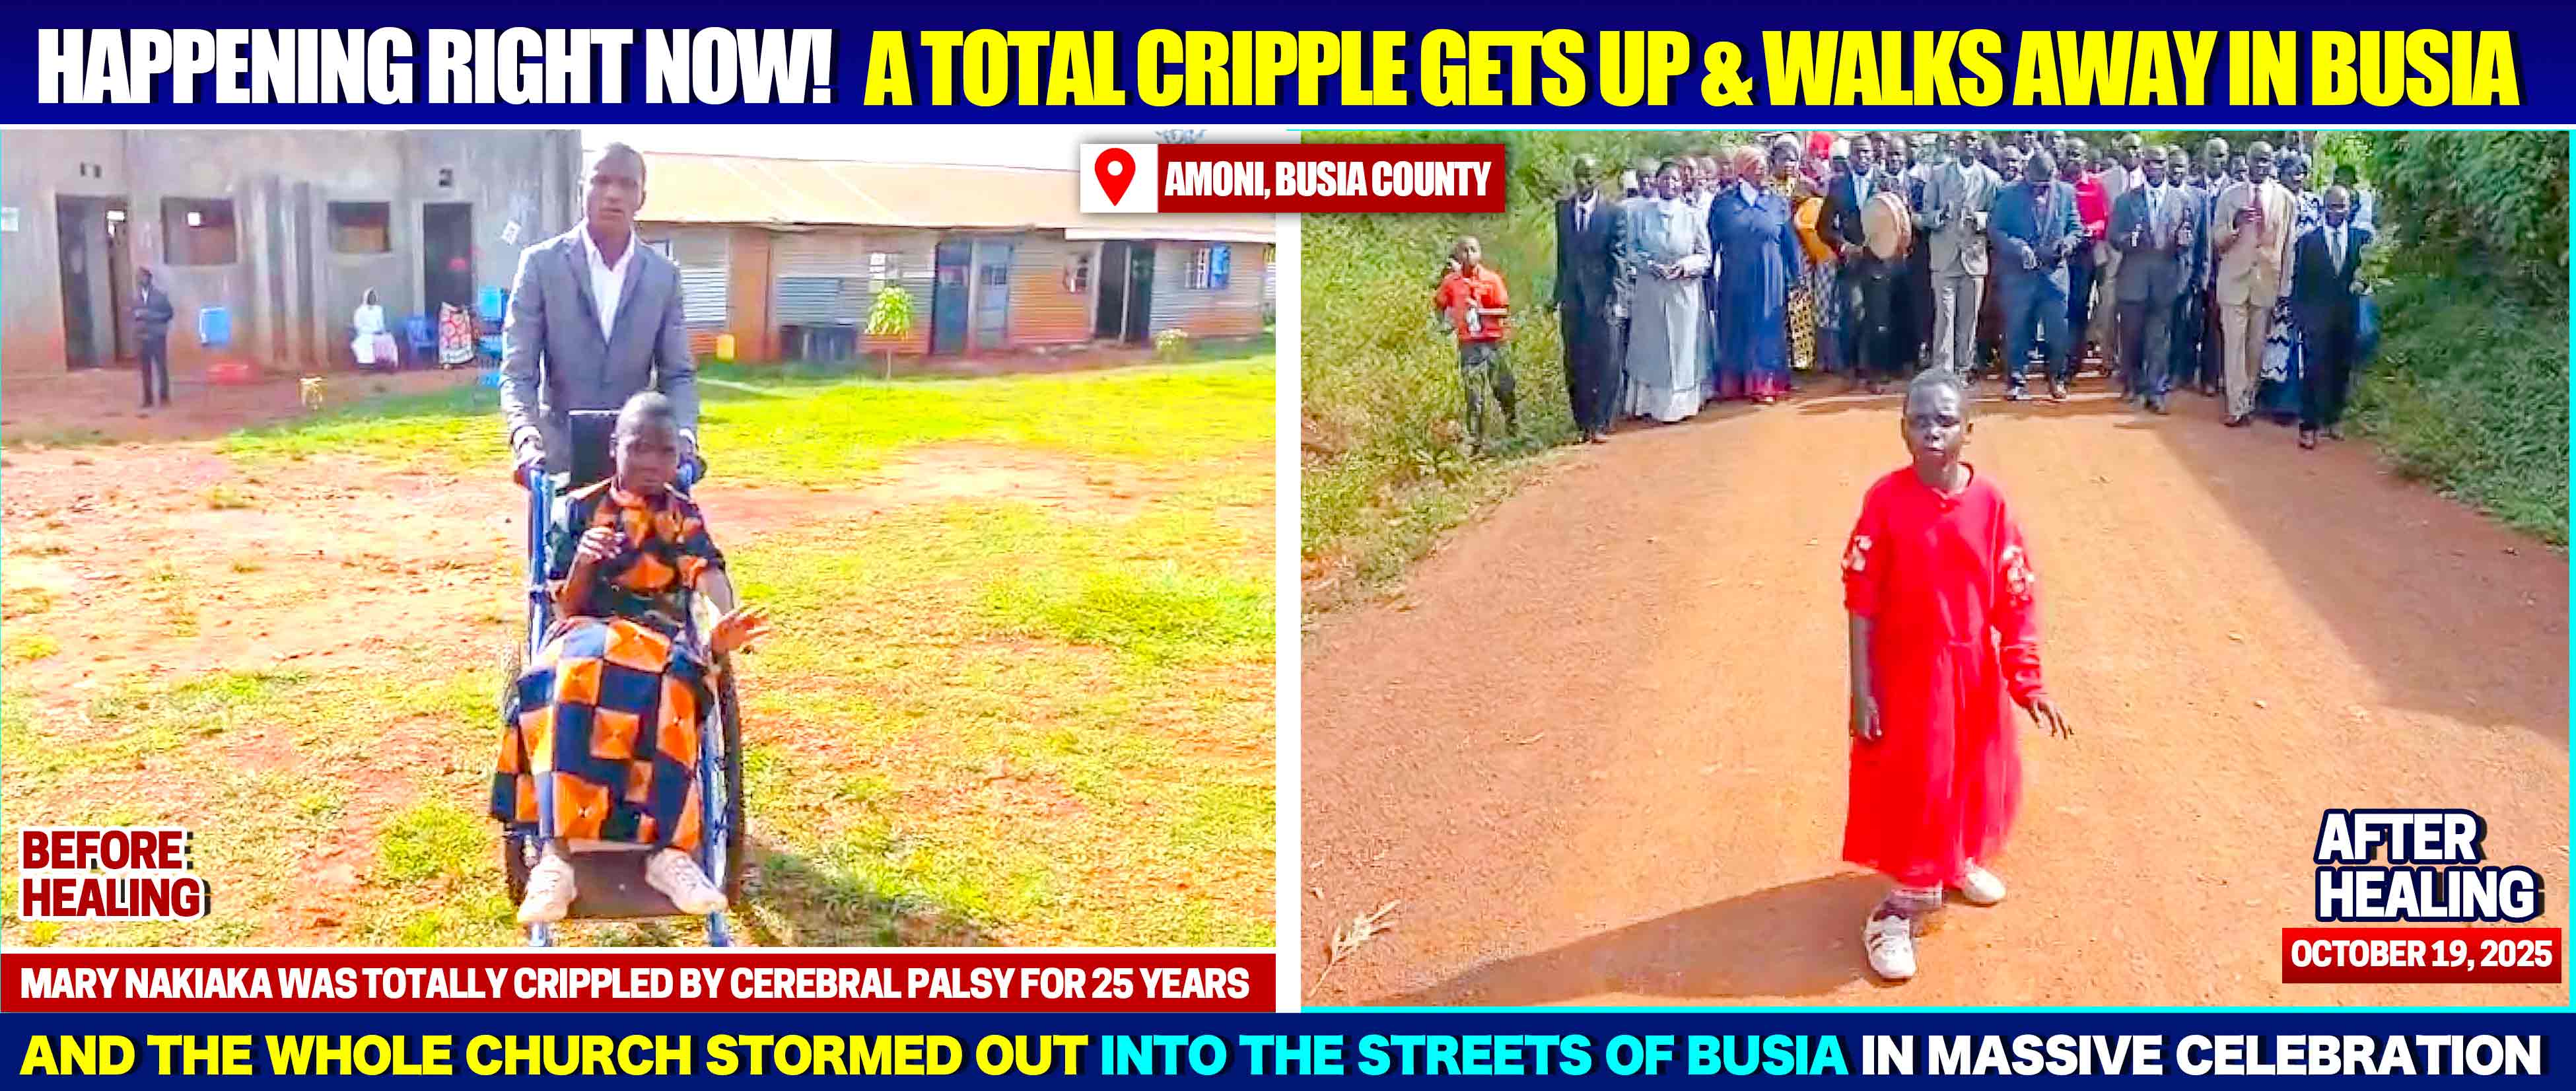 HAPPENING RIGHT NOW! A TOTAL CRIPPLE GETS UP & WALKS AWAY IN BUSIA
AMONI, BUSIA COUNTY
BEFORE
HEALING
AFTER
HEALING
OCTOBER 19, 2025
MARY NAKIAKA WAS TOTALLY CRIPPLED BY CEREBRAL PALSY FOR 25 YEARS
AND THE WHOLE CHURCH STORMED OUT INTO THE STREETS OF BUSIA IN MASSIVE CELEBRATION